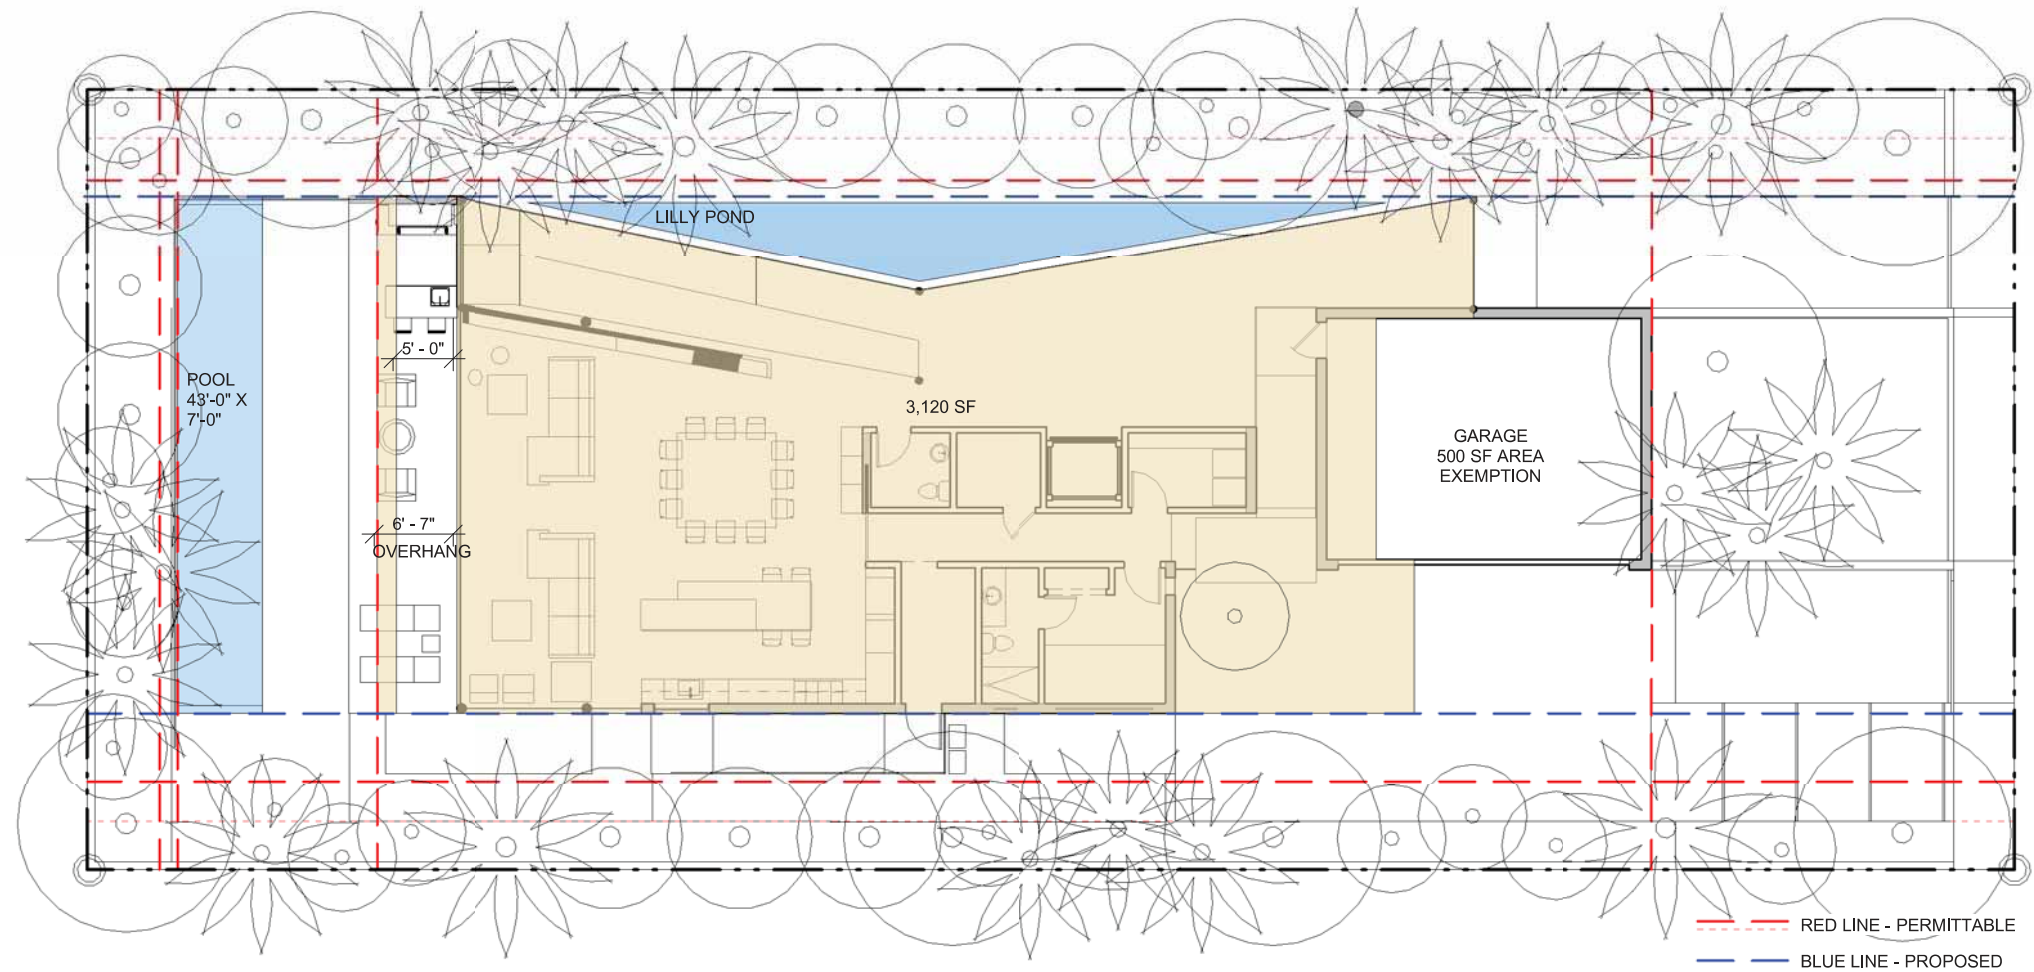 LILLY POND
5' - 0"
POOL
43'-0" X
7'-0"
3,120 SF
GARAGE
500 SF AREA
EXEMPTION
6' - 7"
OVERHANG
RED LINE - PERMITTABLE
BLUE LINE - PROPOSED